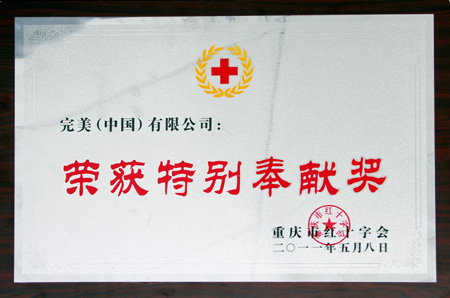 完美(中国)有限公司:
荣获特别奉献奖
重庆市红十字会
二〇一一年五月八日